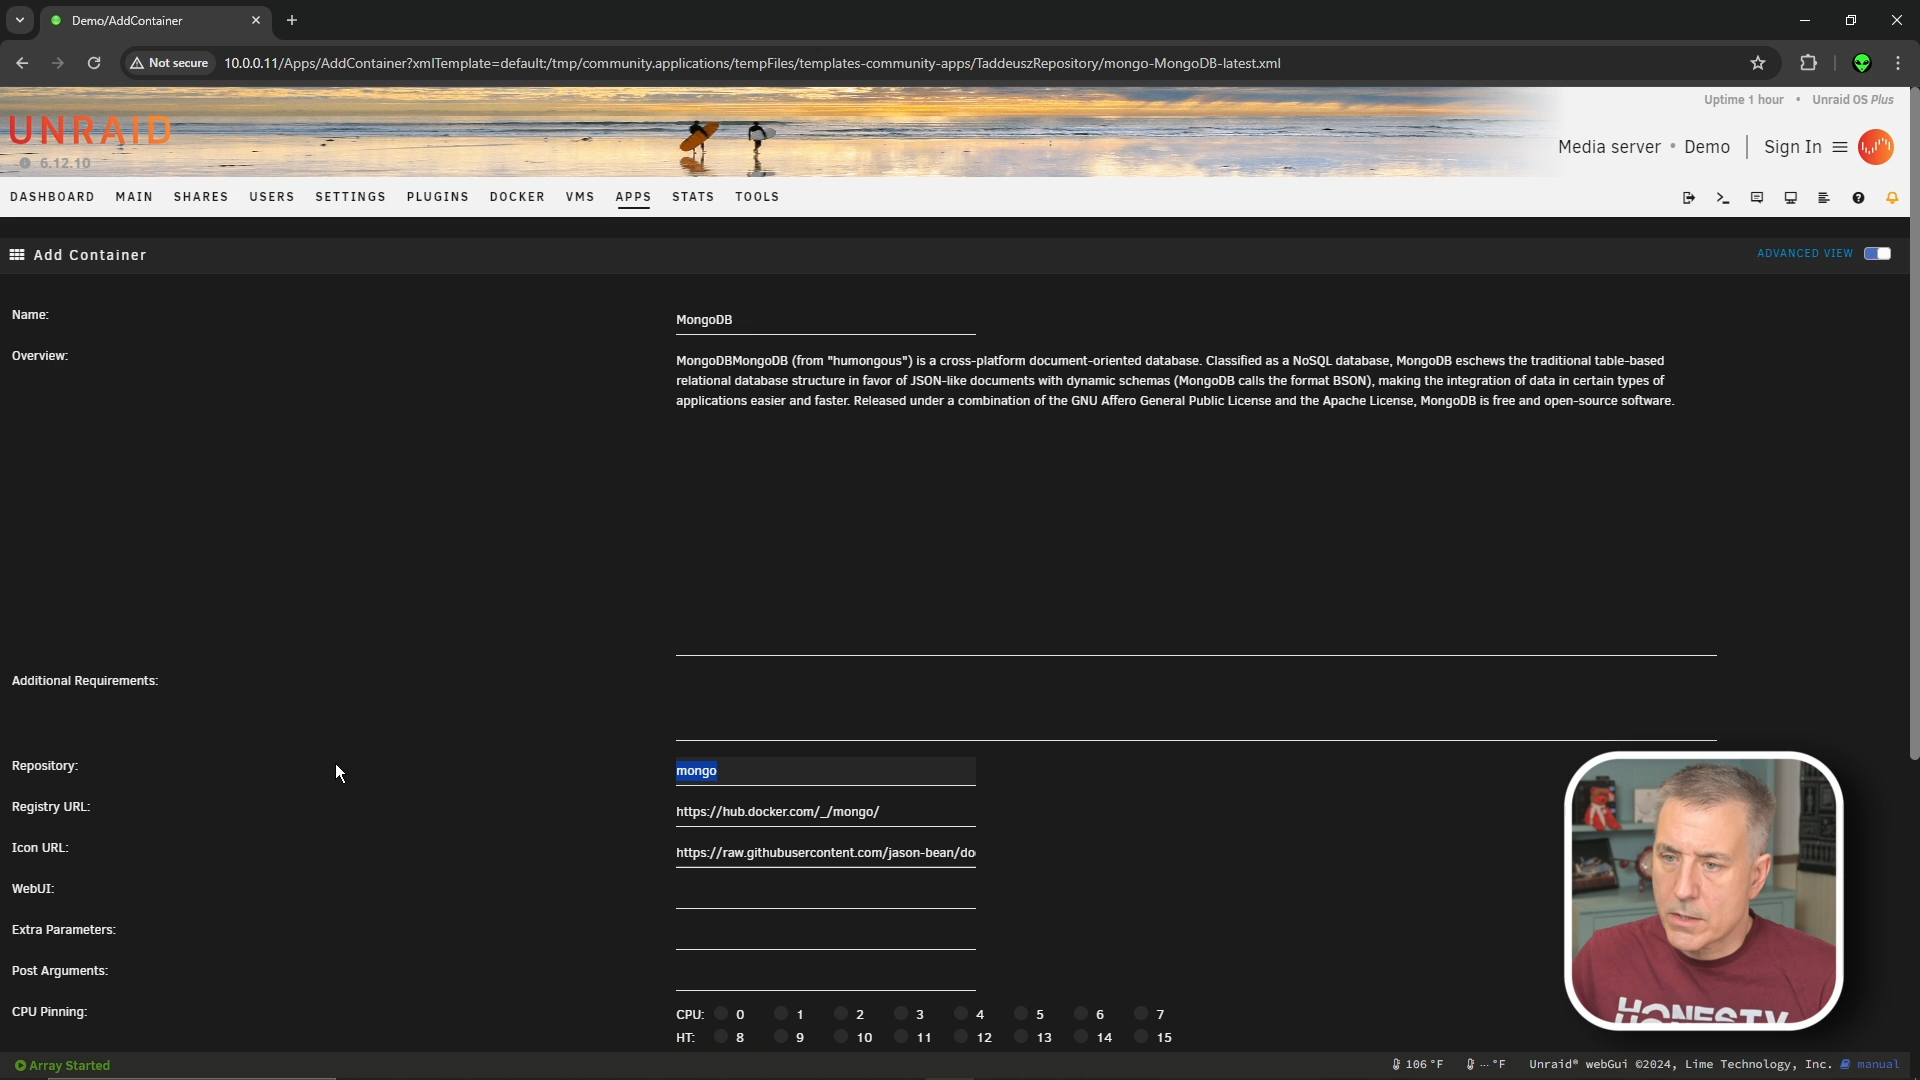 Demo/AddContainer
Not secure
10.0.0.11/Apps/AddContainer?xmlTemplate=default:/tmp/community.applications/tempFiles/templates-community-apps/TaddeuszRepository/mongo-MongoDB-latest.xml
Uptime 1 hour • Unraid OS Plus
UNRAID
6.12.10
Media server • Demo
Sign In
DASHBOARD MAIN SHARES USERS SETTINGS PLUGINS DOCKER VMS APPS STATS TOOLS
Add Container
ADVANCED VIEW
Name:
MongoDB
Overview:
MongoDBMongoDB (from "humongous") is a cross-platform document-oriented database. Classified as a NoSQL database, MongoDB eschews the traditional table-based
relational database structure in favor of JSON-like documents with dynamic schemas (MongoDB calls the format BSON), making the integration of data in certain types of
applications easier and faster. Released under a combination of the GNU Affero General Public License and the Apache License, MongoDB is free and open-source software.
Additional Requirements:
Repository:
mongo
Registry URL:
https://hub.docker.com/_/mongo/
Icon URL:
https://raw.githubusercontent.com/jason-bean/do
WebUI:
Extra Parameters:
Post Arguments:
CPU Pinning:
CPU: 0 1 2 3 4 5 6 7
HT: 8 9 10 11 12 13 14 15
HONESTY
Array Started
106 °F
-- °F
Unraid® webGui ©2024, Lime Technology, Inc.
manual